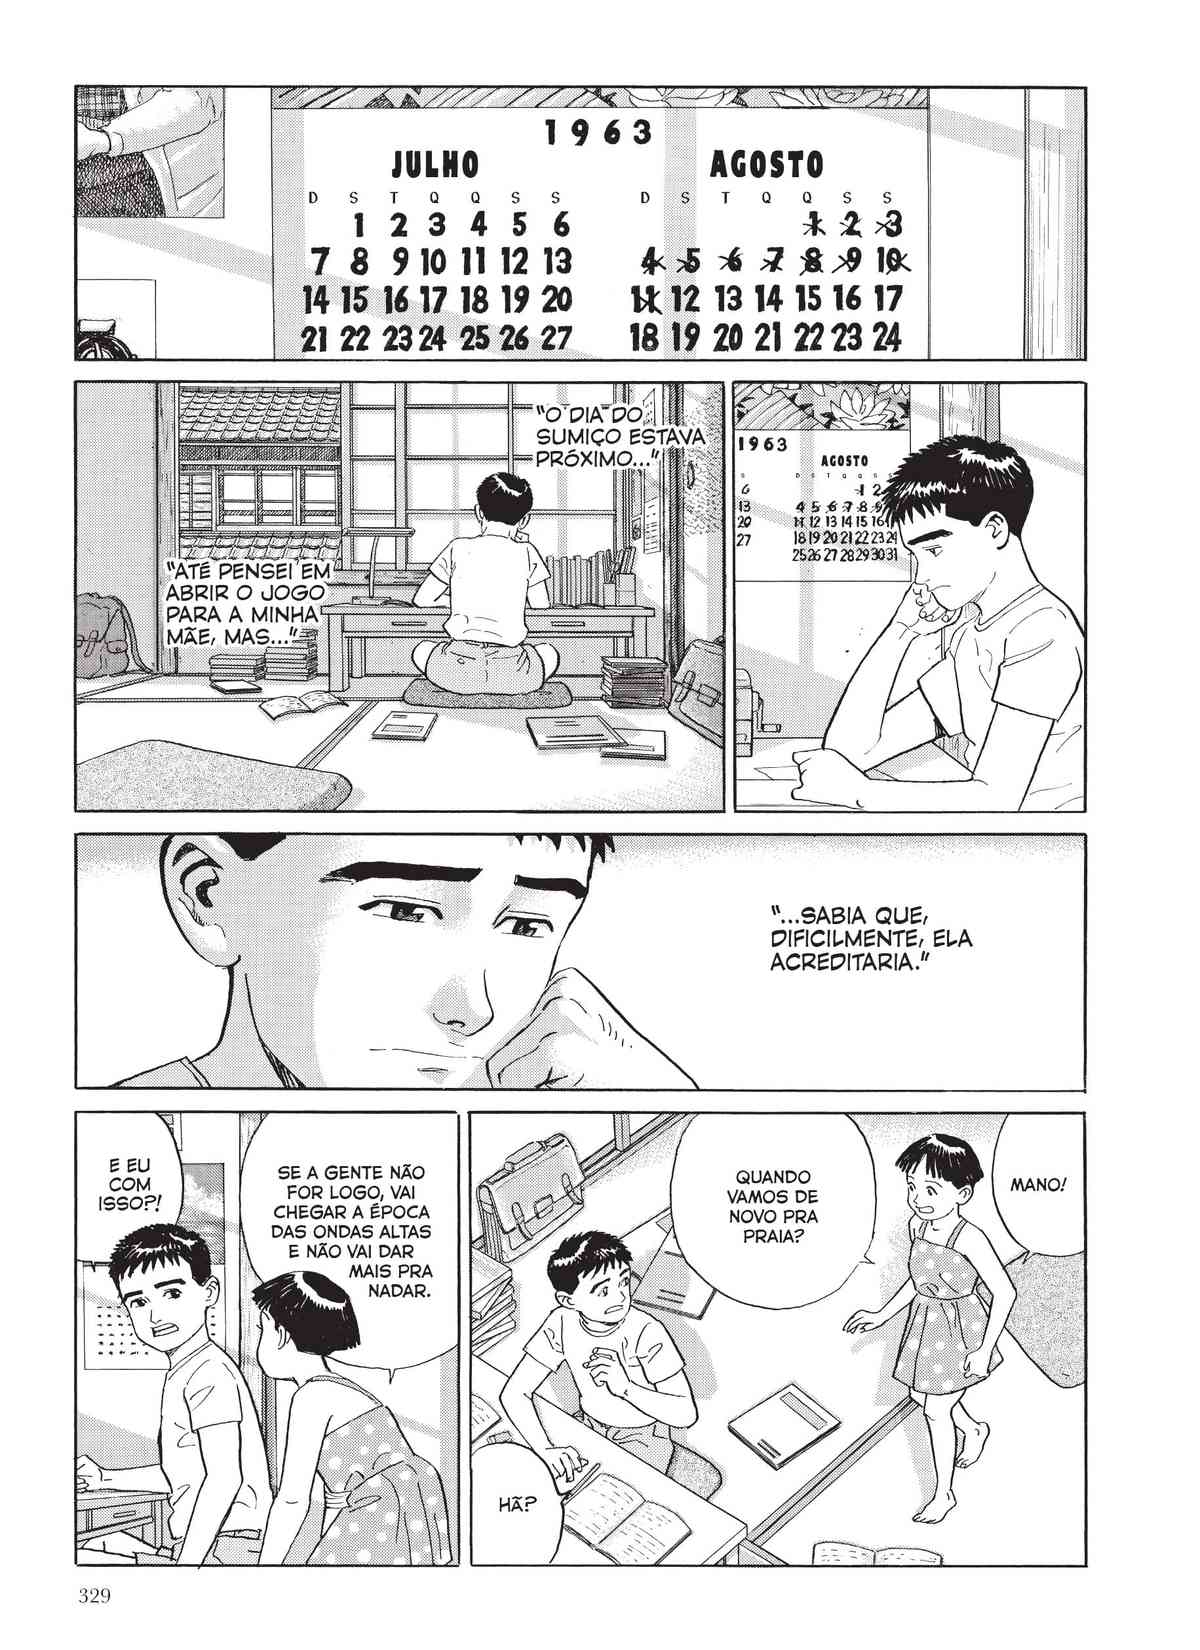 1963
JULHO
AGOSTO
D S T Q Q S S
D S T Q Q S S
1 2 3 4 5 6
1 2 3
7 8 9 10 11 12 13
4 5 6 7 8 9 10
14 15 16 17 18 19 20
11 12 13 14 15 16 17
21 22 23 24 25 26 27
18 19 20 21 22 23 24
1963
AGOSTO
S D S T Q Q S
6 1 2
13 4 5 6 7 8 9
20 11 12 13 14 15 16
27 18 19 20 21 22 23 24
25 26 27 28 29 30 31
"O DIA DO
SUMIÇO ESTAVA
PRÓXIMO..."
"ATÉ PENSEI EM
ABRIR O JOGO
PARA A MINHA
MÃE, MAS..."
"...SABIA QUE,
DIFICILMENTE, ELA
ACREDITARIA."
MANO!
QUANDO
VAMOS DE
NOVO PRA
PRAIA?
HÃ?
SE A GENTE NÃO
FOR LOGO, VAI
CHEGAR A ÉPOCA
DAS ONDAS ALTAS
E NÃO VAI DAR
MAIS PRA
NADAR.
E EU
COM
ISSO?!
329